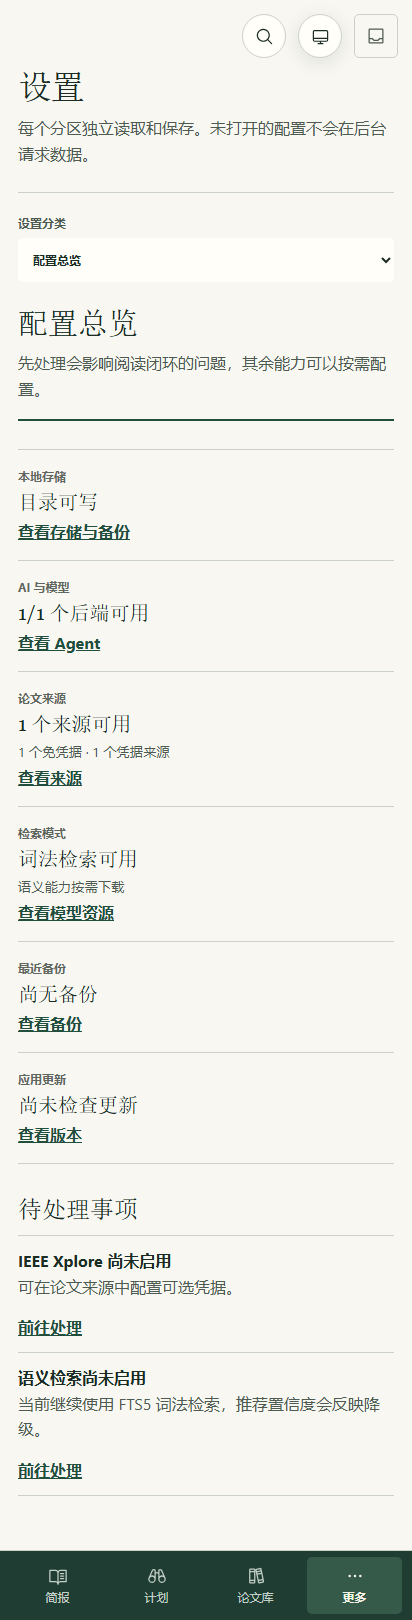 设置
每个分区独立读取和保存。未打开的配置不会在后台
请求数据。
设置分类
配置总览
配置总览
先处理会影响阅读闭环的问题，其余能力可以按需配
置。
本地存储
目录可写
查看存储与备份
AI 与模型
1/1 个后端可用
查看 Agent
论文来源
1 个来源可用
1 个免凭据 · 1 个凭据来源
查看来源
检索模式
词法检索可用
语义能力按需下载
查看模型资源
最近备份
尚无备份
查看备份
应用更新
尚未检查更新
查看版本
待处理事项
IEEE Xplore 尚未启用
可在论文来源中配置可选凭据。
前往处理
语义检索尚未启用
当前继续使用 FTS5 词法检索，推荐置信度会反映降
级。
前往处理
简报
计划
论文库
更多